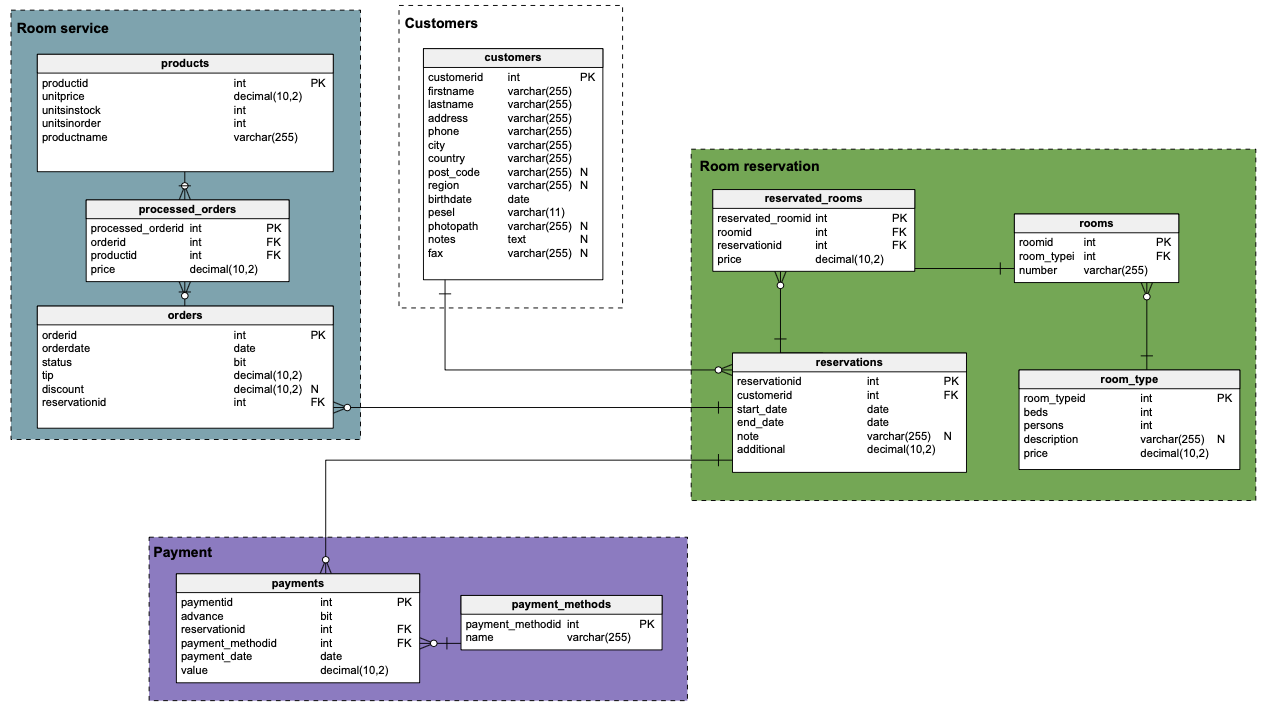 Room service
products
productid int PK
unitprice decimal(10,2)
unitsinstock int
unitsinorder int
productname varchar(255)
processed_orders
processed_orderid int PK
orderid int FK
productid int FK
price decimal(10,2)
orders
orderid int PK
orderdate date
status bit
tip decimal(10,2)
discount decimal(10,2) N
reservationid int FK
Customers
customers
customerid int PK
firstname varchar(255)
lastname varchar(255)
address varchar(255)
phone varchar(255)
city varchar(255)
country varchar(255)
post_code varchar(255) N
region varchar(255) N
birthdate date
pesel varchar(11)
photopath varchar(255) N
notes text N
fax varchar(255) N
Room reservation
reservated_rooms
reservated_roomid int PK
roomid int FK
reservationid int FK
price decimal(10,2)
rooms
roomid int PK
room_typei int FK
number varchar(255)
reservations
reservationid int PK
customerid int FK
start_date date
end_date date
note varchar(255) N
additional decimal(10,2)
room_type
room_typeid int PK
beds int
persons int
description varchar(255) N
price decimal(10,2)
Payment
payments
paymentid int PK
advance bit
reservationid int FK
payment_methodid int FK
payment_date date
value decimal(10,2)
payment_methods
payment_methodid int PK
name varchar(255)